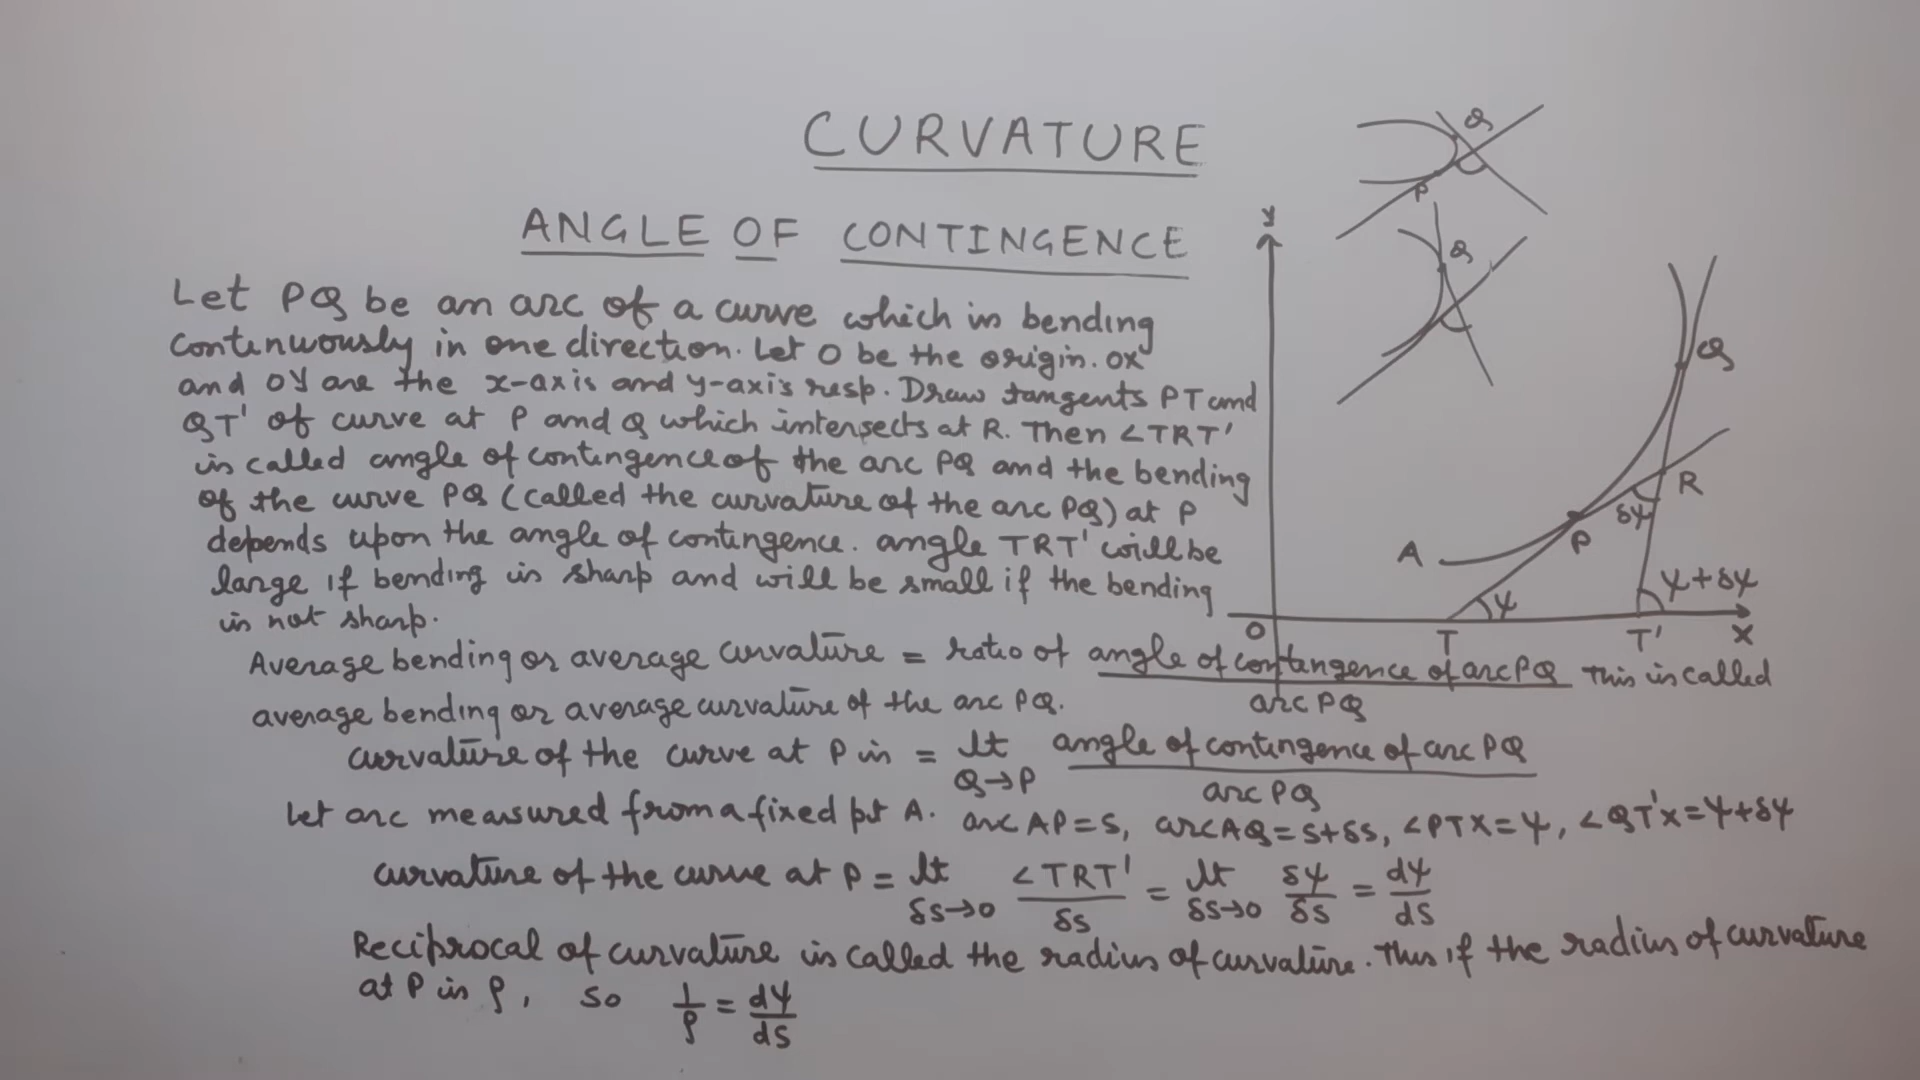 CURVATURE
ANGLE OF CONTINGENCE
Let PQ be an arc of a curve which is bending
continuously in one direction. Let O be the origin. OX
and OY are the x-axis and y-axis resp. Draw tangents PT and
QT' of curve at P and Q which intersects at R. Then ∠TRT'
is called angle of contingence of the arc PQ and the bending
of the curve PQ (called the curvature of the arc PQ) at P
depends upon the angle of contingence. angle TRT' will be
large if bending is sharp and will be small if the bending
is not sharp.
Average bending or average curvature = ratio of angle of contangence of arc PQ / arc PQ This is called
average bending or average curvature of the arc PQ.
curvature of the curve at P is = lt Q→P angle of contingence of arc PQ / arc PQ
Let arc measured from a fixed pt A. arc AP = s, arc AQ = s+δs, ∠PTX = ψ, ∠QT'X = ψ+δψ
curvature of the curve at P = lt δs→0 ∠TRT' / δs = lt δs→0 δψ / δs = dψ / ds
Reciprocal of curvature is called the radius of curvature. Thus if the radius of curvature
at P is ρ, so 1/ρ = dψ/ds
Q
P
Q
y
Q
R
δψ
P
A
ψ
ψ+δψ
O
T
T'
X